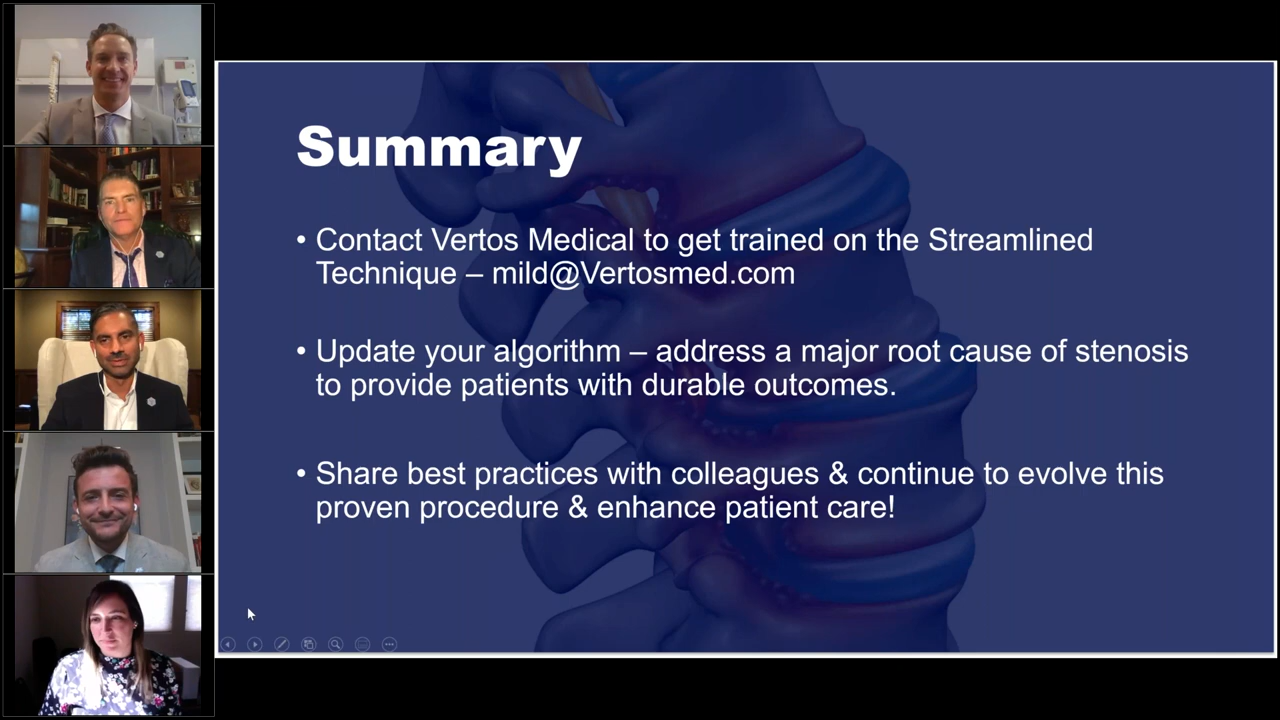 Summary
• Contact Vertos Medical to get trained on the Streamlined
Technique – mild@Vertosmed.com
• Update your algorithm – address a major root cause of stenosis
to provide patients with durable outcomes.
• Share best practices with colleagues & continue to evolve this
proven procedure & enhance patient care!